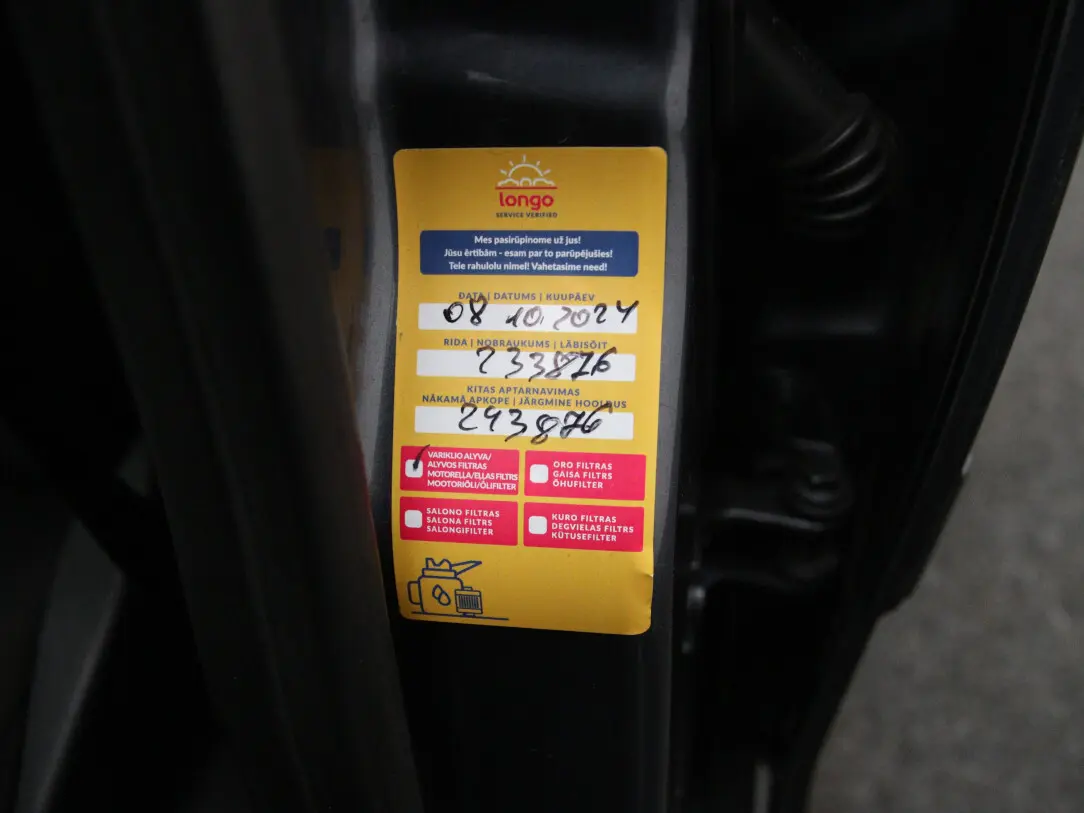 longo
SERVICE VERIFIED
Mes pasirūpinome už jus!
Jūsu ērtībām - esam par to parūpējušies!
Teie rahulolu nimel! Vahetasime need!
DATA | DATUMS | KUUPÄEV
08 10. 2024
RIDA | NOBRAUKUMS | LÄBISÕIT
233876
KITAS APTARNAVIMAS
NĀKAMĀ APKOPE | JÄRGMINE HOOLDUS
243876
VARIKLIO ALYVA/
ALYVOS FILTRAS
MOTORELLA/ELLAS FILTRS
MOOTORIÕLI/ÕLIFILTER
ORO FILTRAS
GAISA FILTRS
ÕHUFILTER
SALONO FILTRAS
SALONA FILTRS
SALONGIFILTER
KURO FILTRAS
DEGVIELAS FILTRS
KÜTUSEFILTER